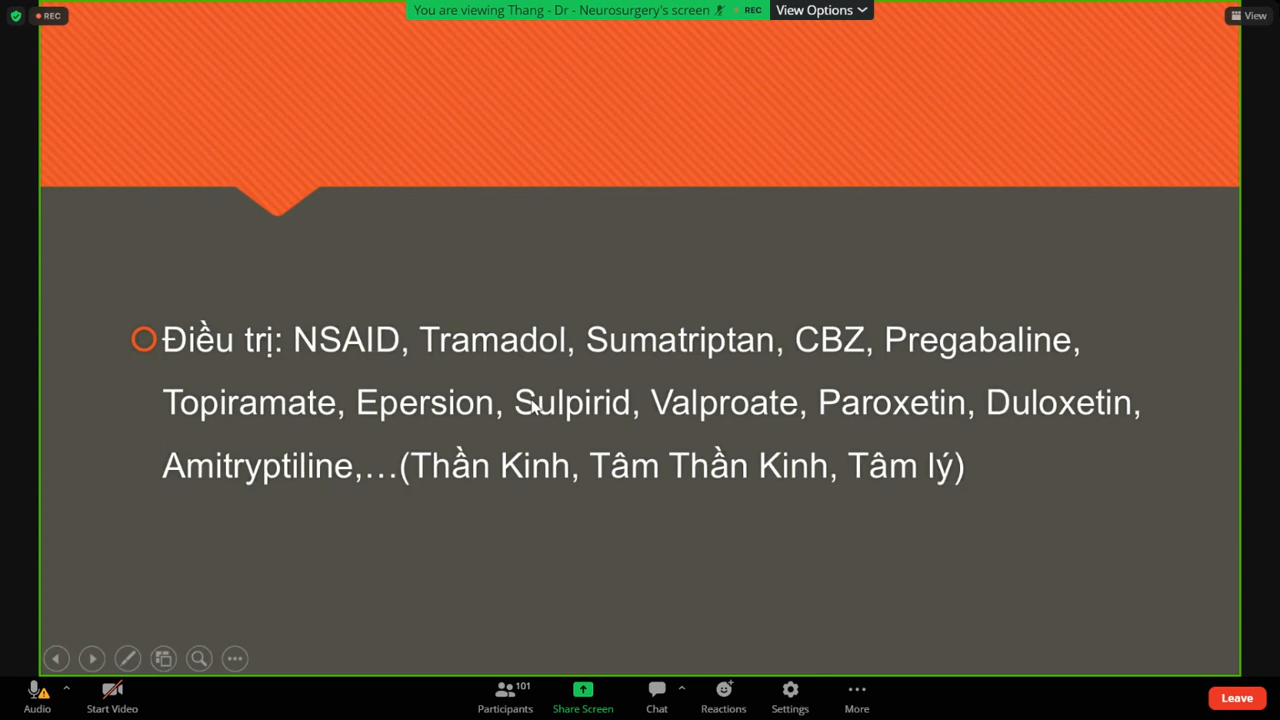 REC
You are viewing Thang - Dr - Neurosurgery's screen
REC
View Options
View
Điều trị: NSAID, Tramadol, Sumatriptan, CBZ, Pregabaline,
Topiramate, Epersion, Sulpirid, Valproate, Paroxetin, Duloxetin,
Amitryptiline,…(Thần Kinh, Tâm Thần Kinh, Tâm lý)
Audio
Start Video
101
Participants
Share Screen
Chat
Reactions
Settings
More
Leave